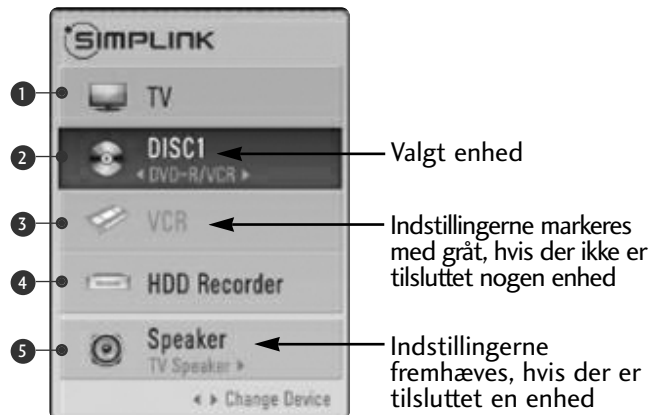 SIMPLINK
1 TV
2 DISC1
◂ DVD-R/VCR ▸
Valgt enhed
3 VCR
Indstillingerne markeres
med gråt, hvis der ikke er
tilsluttet nogen enhed
4 HDD Recorder
5 Speaker
TV Speaker ▸
Indstillingerne
fremhæves, hvis der er
tilsluttet en enhed
◂ ▸ Change Device